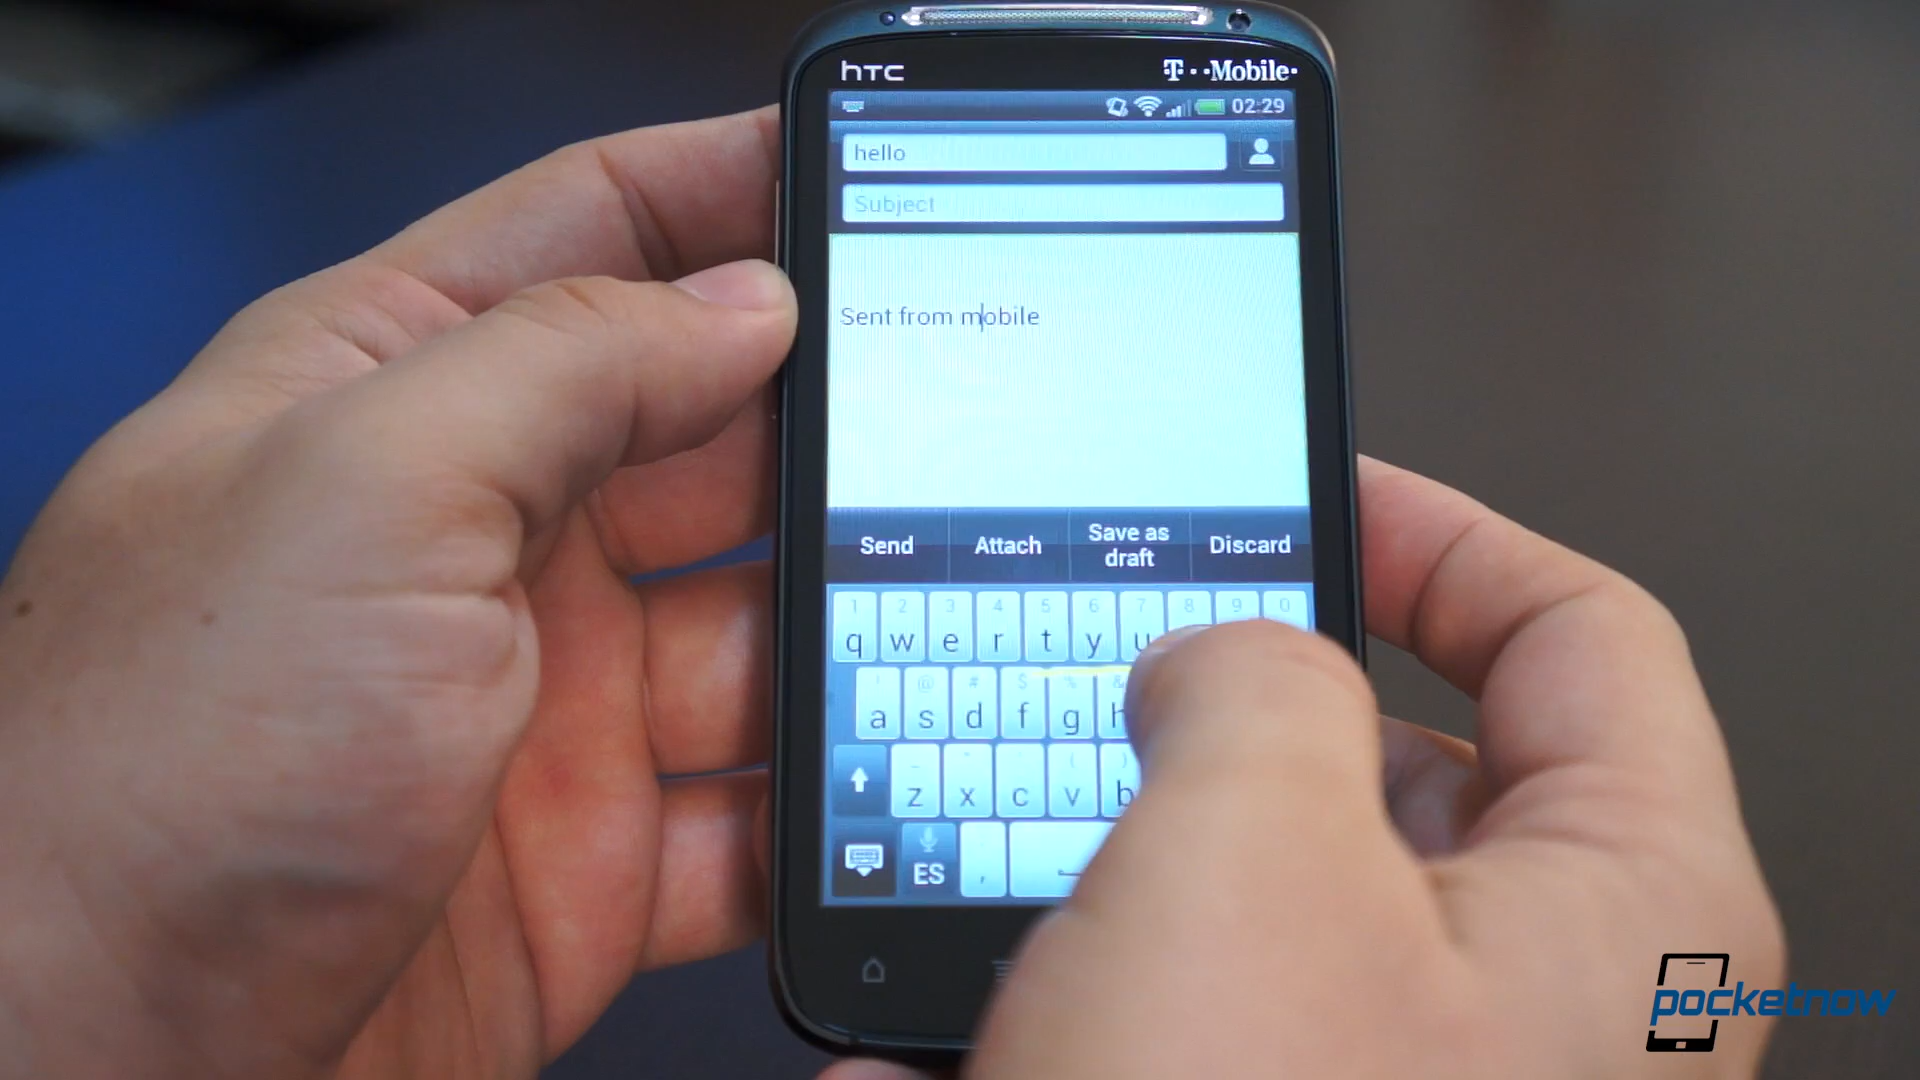 hTC
T··Mobile·
02:29
hello
Subject
Sent from mobile
Send
Attach
Save as
draft
Discard
1 2 3 4 5 6 7 8 9 0
q w e r t y u
! @ # $ % &
a s d f g h
- " ' ( )
z x c v b
ES
,
pocketnow